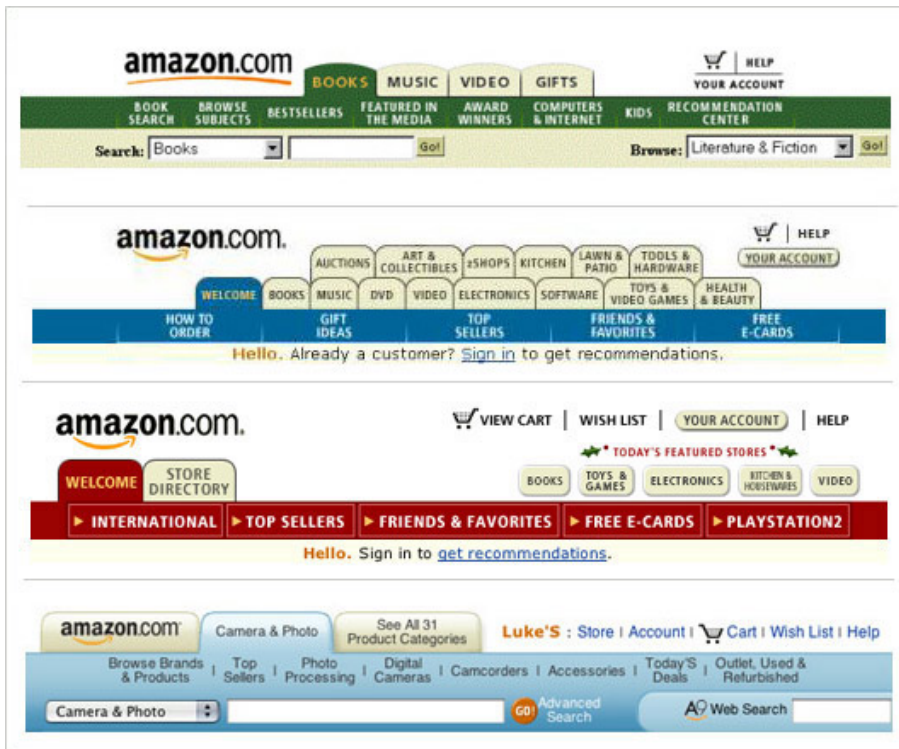 amazon.com
BOOKS MUSIC VIDEO GIFTS
HELP
YOUR ACCOUNT
BOOK SEARCH BROWSE SUBJECTS BESTSELLERS FEATURED IN THE MEDIA AWARD WINNERS COMPUTERS & INTERNET KIDS RECOMMENDATION CENTER
Search: Books Go! Browse: Literature & Fiction Go!
amazon.com.
HELP
YOUR ACCOUNT
AUCTIONS ART & COLLECTIBLES zSHOPS KITCHEN LAWN & PATIO TOOLS & HARDWARE
WELCOME BOOKS MUSIC DVD VIDEO ELECTRONICS SOFTWARE TOYS & VIDEO GAMES HEALTH & BEAUTY
HOW TO ORDER GIFT IDEAS TOP SELLERS FRIENDS & FAVORITES FREE E-CARDS
Hello. Already a customer? Sign in to get recommendations.
amazon.com.
VIEW CART | WISH LIST | YOUR ACCOUNT | HELP
TODAY'S FEATURED STORES
WELCOME STORE DIRECTORY
BOOKS TOYS & GAMES ELECTRONICS KITCHEN & HOUSEWARES VIDEO
INTERNATIONAL TOP SELLERS FRIENDS & FAVORITES FREE E-CARDS PLAYSTATION2
Hello. Sign in to get recommendations.
amazon.com Camera & Photo See All 31 Product Categories
Luke'S : Store | Account | Cart | Wish List | Help
Browse Brands & Products | Top Sellers | Photo Processing | Digital Cameras | Camcorders | Accessories | Today'S Deals | Outlet, Used & Refurbished
Camera & Photo GO! Advanced Search A9 Web Search